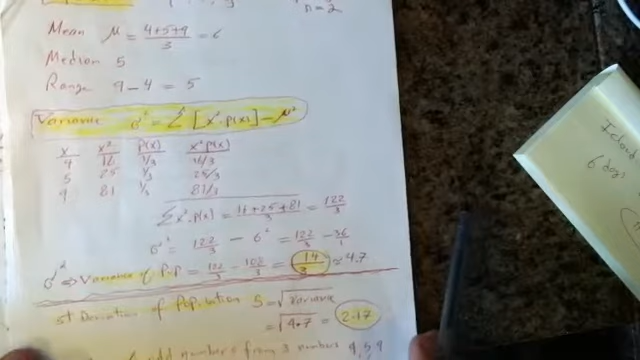 n=2
Mean μ = 4+5+9/3 = 6
Median 5
Range 9-4 = 5
Variance σ² = Σ [x²·p(x)] - μ²
x x² p(x) x²p(x)
4 16 1/3 16/3
5 25 1/3 25/3
9 81 1/3 81/3
Σx²·p(x) = 16+25+81/3 = 122/3
σ² = 122/3 - 6² = 122/3 - 36/1
σ² ⇒ Variance of Pop = 122/3 - 108/3 = 14/3 ≈ 4.7
St Deviation of Population S = √variance
= √4.7 = 2.17
odd numbers from 3 numbers 4,5,9
6 days